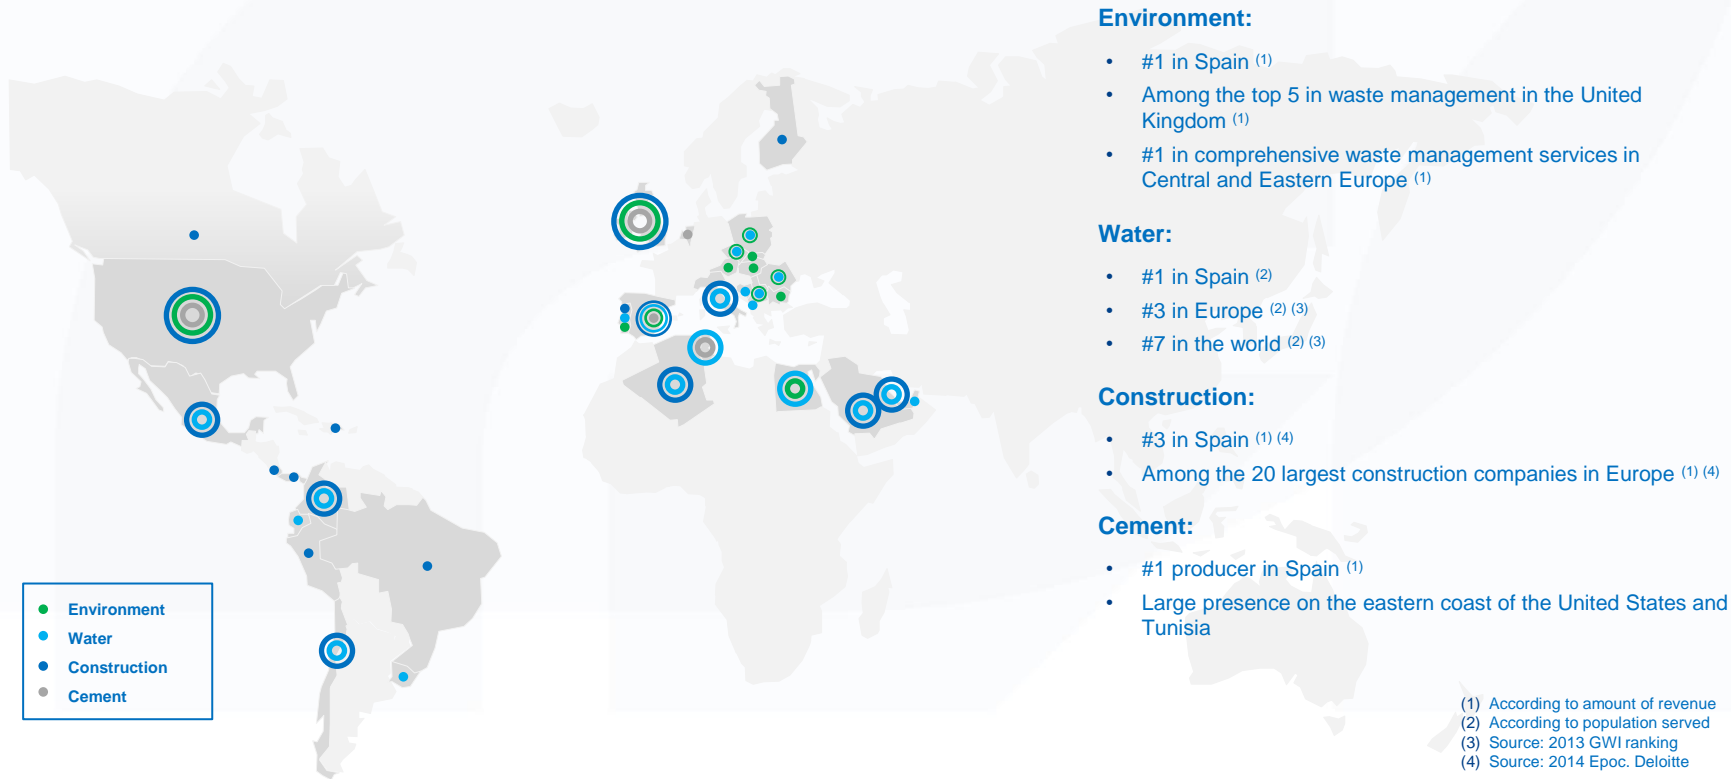 Environment:
• #1 in Spain (1)
• Among the top 5 in waste management in the United
Kingdom (1)
• #1 in comprehensive waste management services in
Central and Eastern Europe (1)
Water:
• #1 in Spain (2)
• #3 in Europe (2) (3)
• #7 in the world (2) (3)
Construction:
• #3 in Spain (1) (4)
• Among the 20 largest construction companies in Europe (1) (4)
Cement:
• #1 producer in Spain (1)
• Large presence on the eastern coast of the United States and
Tunisia
Environment
Water
Construction
Cement
(1) According to amount of revenue
(2) According to population served
(3) Source: 2013 GWI ranking
(4) Source: 2014 Epoc. Deloitte